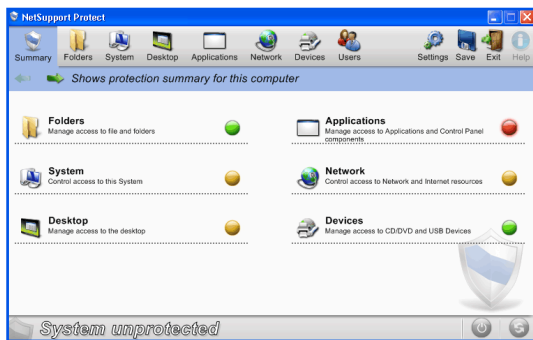 NetSupport Protect
Summary Folders System Desktop Applications Network Devices Users Settings Save Exit Help
Shows protection summary for this computer
Folders
Manage access to file and folders
Applications
Manage access to Applications and Control Panel
components
System
Control access to this System
Network
Control access to Network and Internet resources
Desktop
Manage access to the desktop
Devices
Manage access to CD/DVD and USB Devices
System unprotected